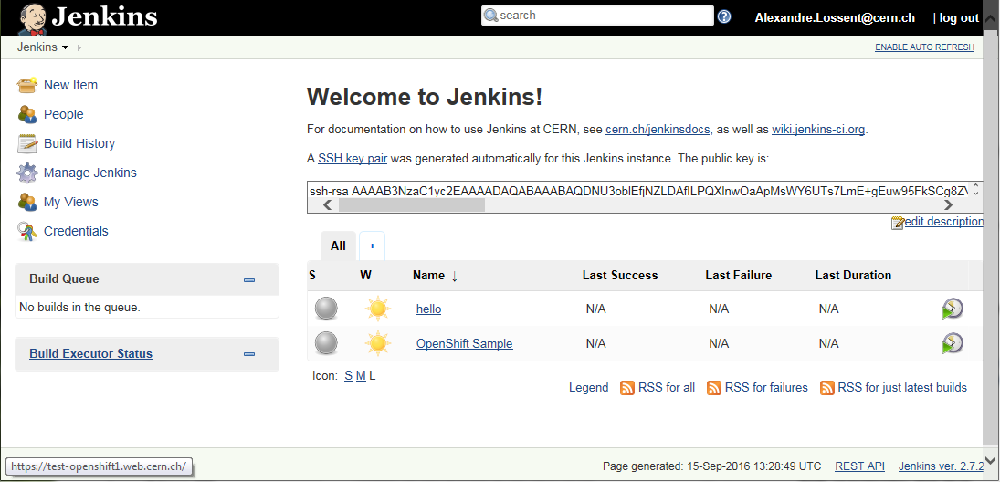 Jenkins
search
Alexandre.Lossent@cern.ch | log out
Jenkins
ENABLE AUTO REFRESH
New Item
People
Build History
Manage Jenkins
My Views
Credentials
Build Queue
No builds in the queue.
Build Executor Status
Welcome to Jenkins!
For documentation on how to use Jenkins at CERN, see cern.ch/jenkinsdocs, as well as wiki.jenkins-ci.org.
A SSH key pair was generated automatically for this Jenkins instance. The public key is:
ssh-rsa
edit description
All +
S W Name ↓ Last Success Last Failure Last Duration
hello N/A N/A N/A
OpenShift Sample N/A N/A N/A
Icon: S M L
Legend RSS for all RSS for failures RSS for just latest builds
https://test-openshift1.web.cern.ch/
Page generated: 15-Sep-2016 13:28:49 UTC REST API Jenkins ver. 2.7.2